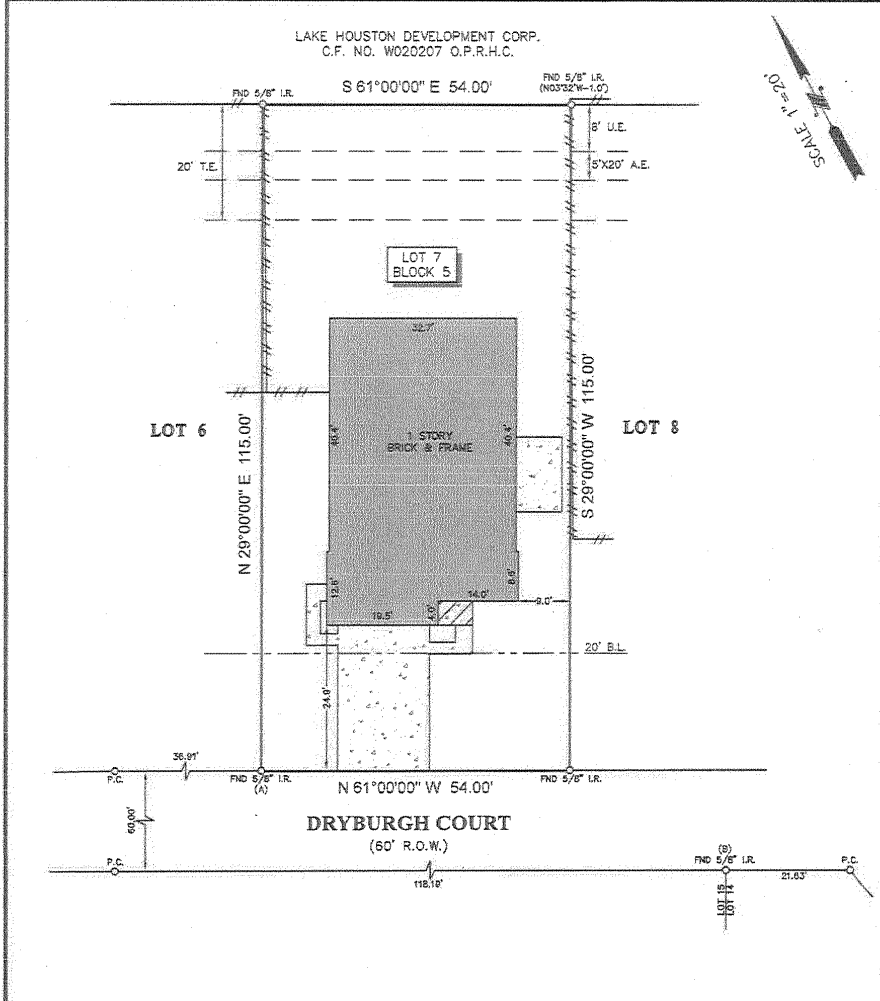 LAKE HOUSTON DEVELOPMENT CORP.
C.F. NO. W020207 O.P.R.H.C.
S 61°00'00" E 54.00'
FND 5/8" I.R.
FND 5/8" I.R.
(N03°32'W-1.0')
SCALE 1"=20'
8' U.E.
20' T.E.
5'X20' A.E.
LOT 7
BLOCK 5
32.7'
LOT 6
N 29°00'00" E 115.00'
40.4'
1 STORY
BRICK & FRAME
40.4'
S 29°00'00" W 115.00'
LOT 8
12.6'
8.6'
14.0'
9.0'
19.5'
4.0'
20' B.L.
24.9'
36.91'
P.C.
FND 5/8" I.R.
(A)
N 61°00'00" W 54.00'
FND 5/8" I.R.
60.00'
DRYBURGH COURT
(60' R.O.W.)
P.C.
118.19'
(B)
FND 5/8" I.R.
21.63'
P.C.
LOT 15
LOT 14